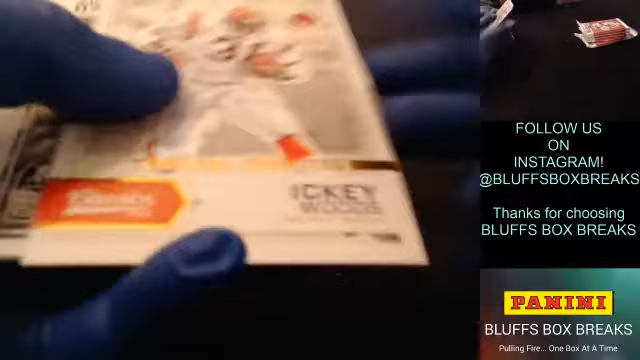 ICKEY
WOODS
Classics
FOLLOW US
ON
INSTAGRAM!
@BLUFFSBOXBREAKS
Thanks for choosing
BLUFFS BOX BREAKS
PANINI
BLUFFS BOX BREAKS
Pulling Fire... One Box At A Time